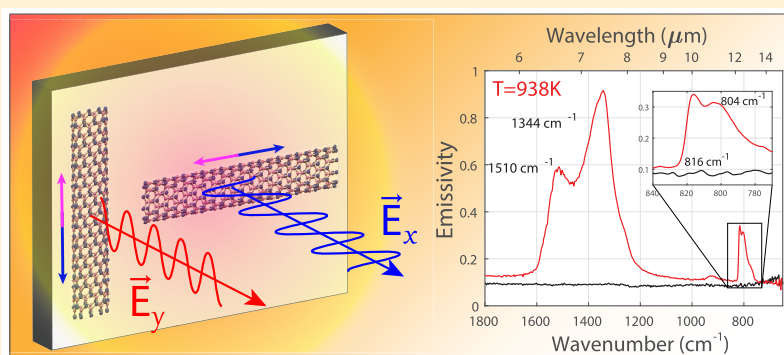 E⃗y
E⃗x
Wavelength (μm)
6 7 8 9 10 12 14
T=938K
1344 cm⁻¹
1510 cm⁻¹
Emissivity
1
0.8
0.6
0.4
0.2
0
1800 1600 1400 1200 1000 800
Wavenumber (cm⁻¹)
804 cm⁻¹
816 cm⁻¹
0.3
0.2
0.1
840 820 800 780